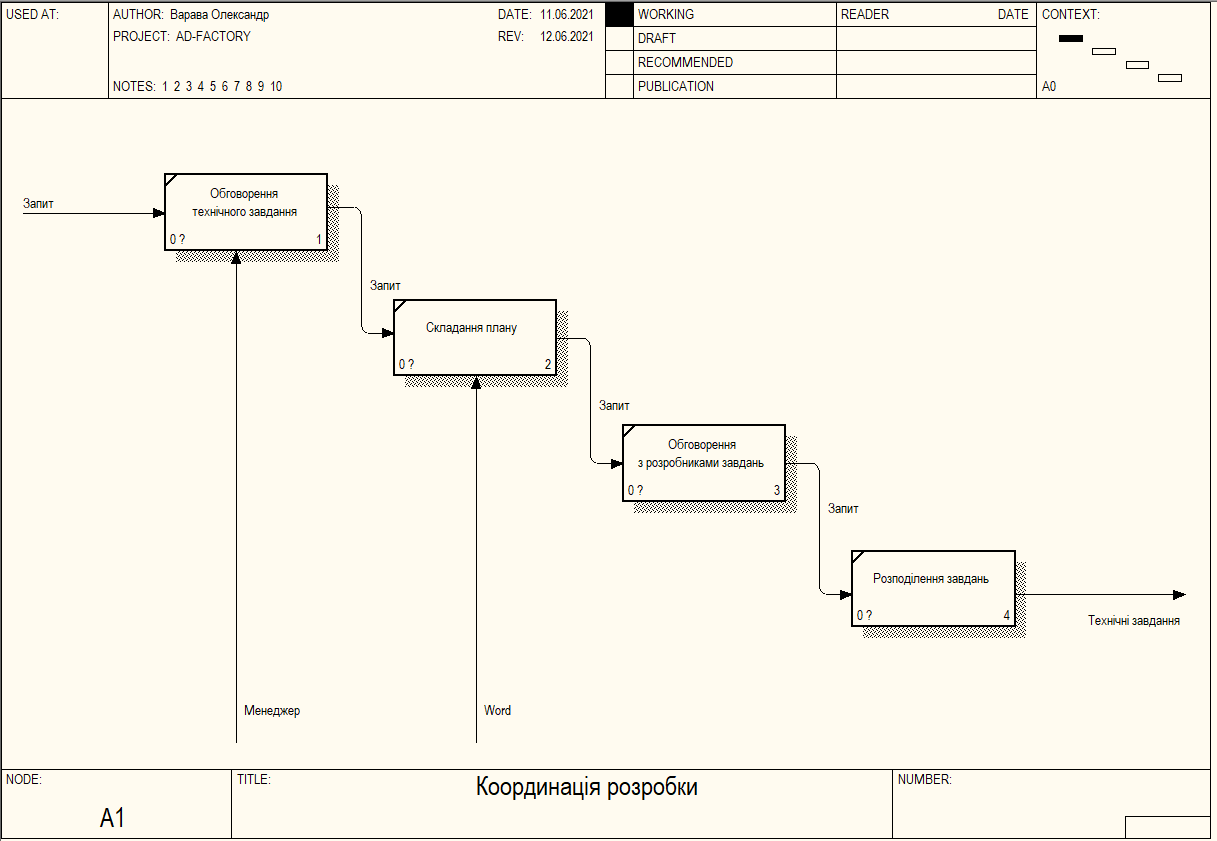 USED AT:
AUTHOR: Варава Олександр
DATE: 11.06.2021
PROJECT: AD-FACTORY
REV: 12.06.2021
NOTES: 1 2 3 4 5 6 7 8 9 10
WORKING
DRAFT
RECOMMENDED
PUBLICATION
READER DATE
CONTEXT:
A0
Запит
Обговорення
технічного завдання
0 ? 1
Запит
Складання плану
0 ? 2
Запит
Обговорення
з розробниками завдань
0 ? 3
Запит
Розподілення завдань
0 ? 4
Технічні завдання
Менеджер
Word
NODE:
A1
TITLE:
Координація розробки
NUMBER: